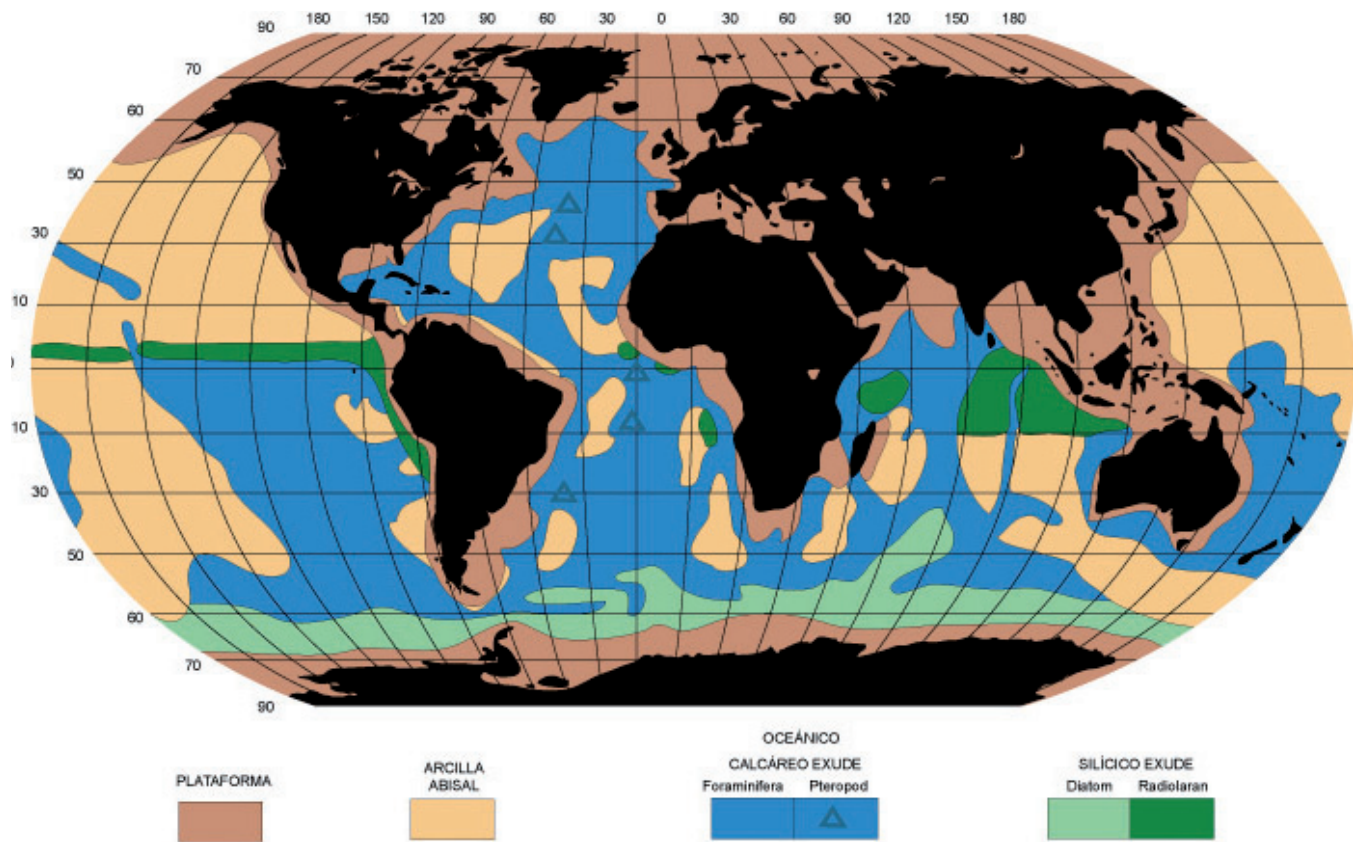 180 150 120 90 60 30 0 30 60 90 120 150 180
90
70
60
50
30
10
0
10
30
50
60
70
90
OCEÁNICO
PLATAFORMA
ARCILLA
ABISAL
CALCÁREO EXUDE
Foraminifera Pteropod
SILÍCICO EXUDE
Diatom Radiolaran